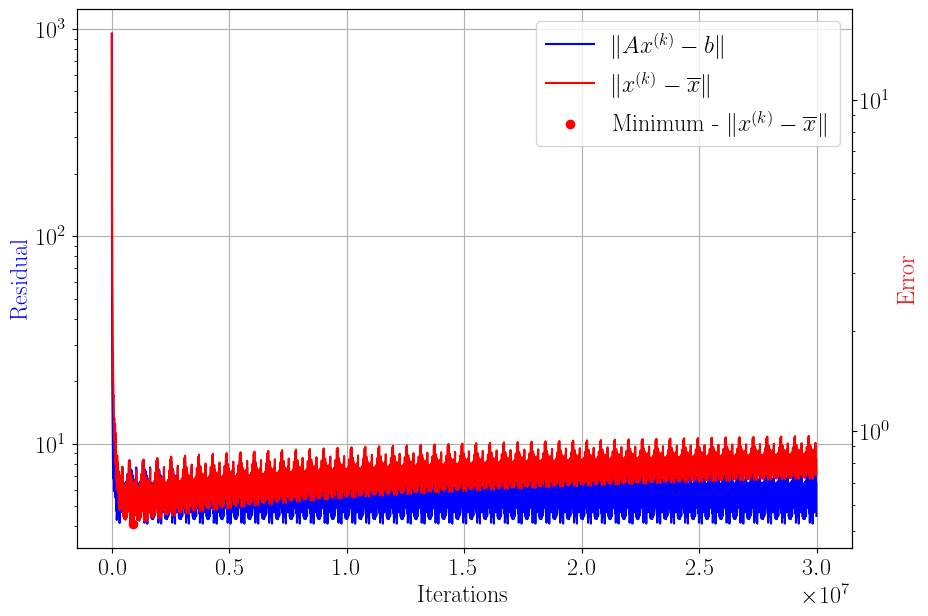 ‖Ax^(k) − b‖
‖x^(k) − x̅‖
Minimum - ‖x^(k) − x̅‖
Residual
Error
10^3
10^2
10^1
10^1
10^0
0.0 0.5 1.0 1.5 2.0 2.5 3.0
Iterations
×10^7